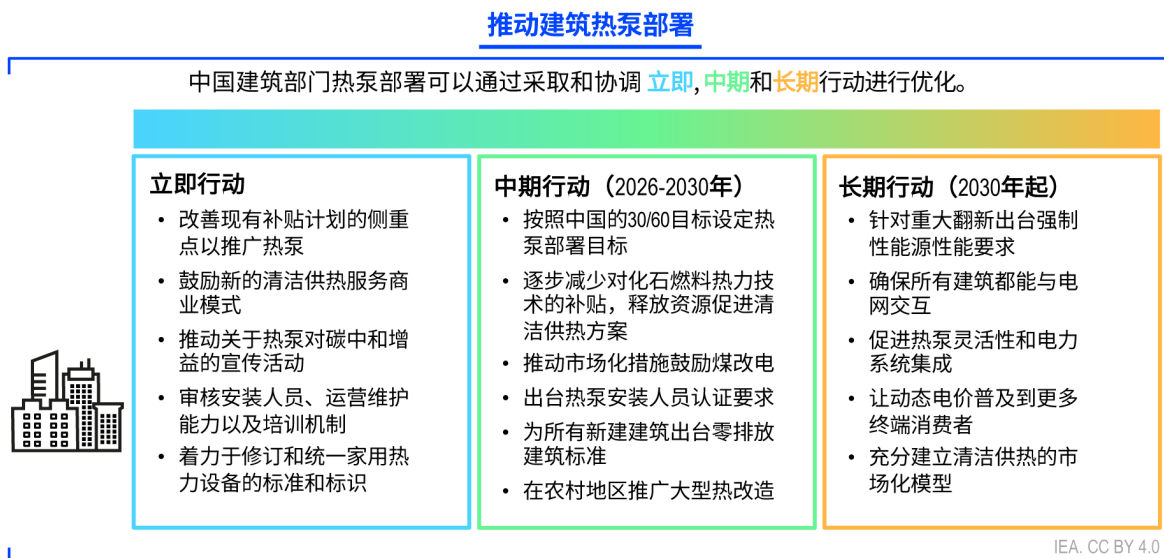 推动建筑热泵部署
中国建筑部门热泵部署可以通过采取和协调 立即, 中期和长期行动进行优化。
立即行动
• 改善现有补贴计划的侧重
点以推广热泵
• 鼓励新的清洁供热服务商
业模式
• 推动关于热泵对碳中和增
益的宣传活动
• 审核安装人员、运营维护
能力以及培训机制
• 着力于修订和统一家用热
力设备的标准和标识
中期行动（2026-2030年）
• 按照中国的30/60目标设定热
泵部署目标
• 逐步减少对化石燃料热力技
术的补贴，释放资源促进清
洁供热方案
• 推动市场化措施鼓励煤改电
• 出台热泵安装人员认证要求
• 为所有新建建筑出台零排放
建筑标准
• 在农村地区推广大型热改造
长期行动（2030年起）
• 针对重大翻新出台强制
性能源性能要求
• 确保所有建筑都能与电
网交互
• 促进热泵灵活性和电力
系统集成
• 让动态电价普及到更多
终端消费者
• 充分建立清洁供热的市
场化模型
IEA. CC BY 4.0